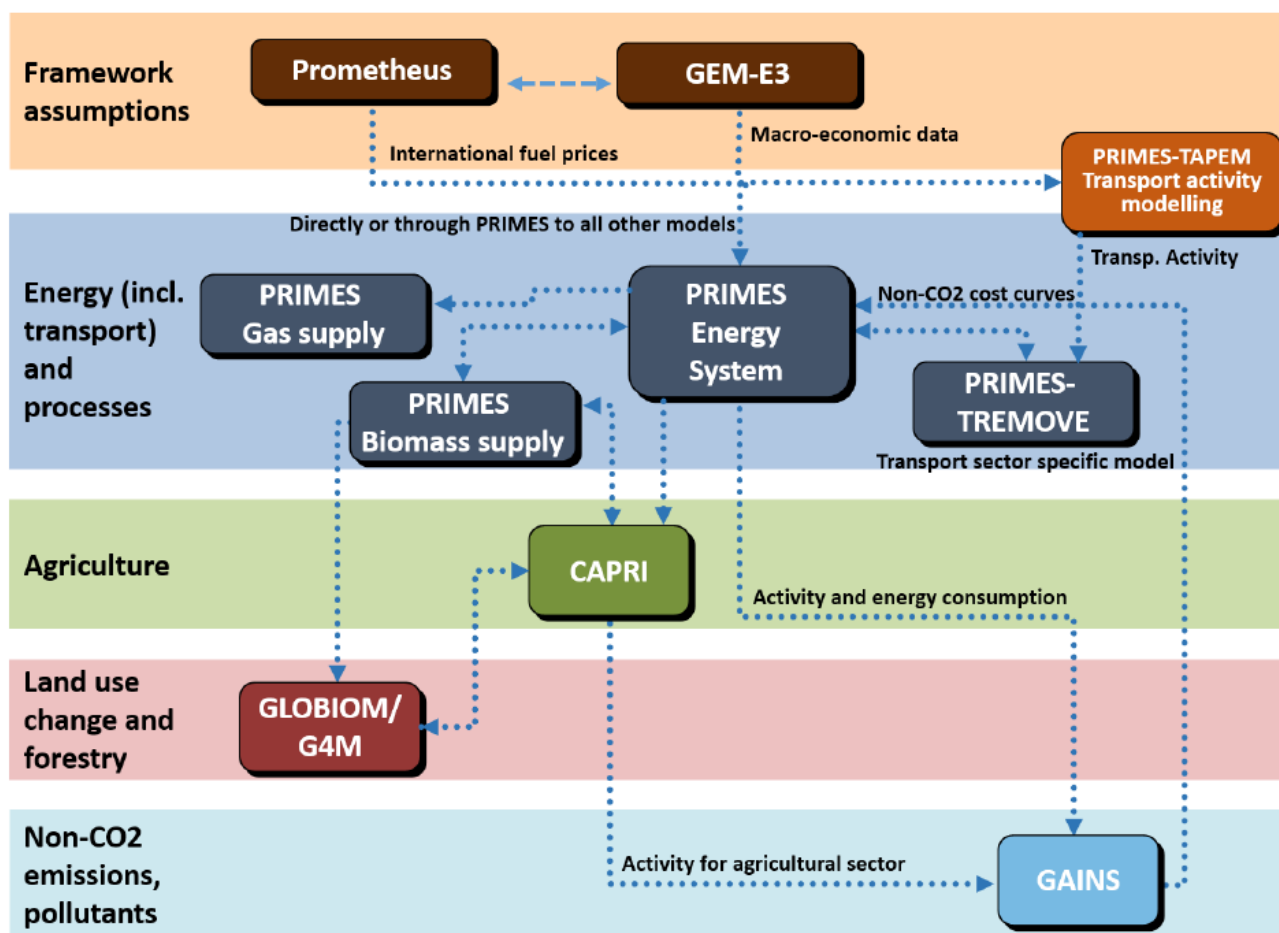 Framework
assumptions
Prometheus
GEM-E3
Macro-economic data
International fuel prices
PRIMES-TAPEM
Transport activity
modelling
Directly or through PRIMES to all other models
Transp. Activity
Energy (incl.
transport)
and
processes
PRIMES
Gas supply
PRIMES
Energy
System
Non-CO2 cost curves
PRIMES
Biomass supply
PRIMES-
TREMOVE
Transport sector specific model
Agriculture
CAPRI
Activity and energy consumption
Land use
change and
forestry
GLOBIOM/
G4M
Non-CO2
emissions,
pollutants
Activity for agricultural sector
GAINS